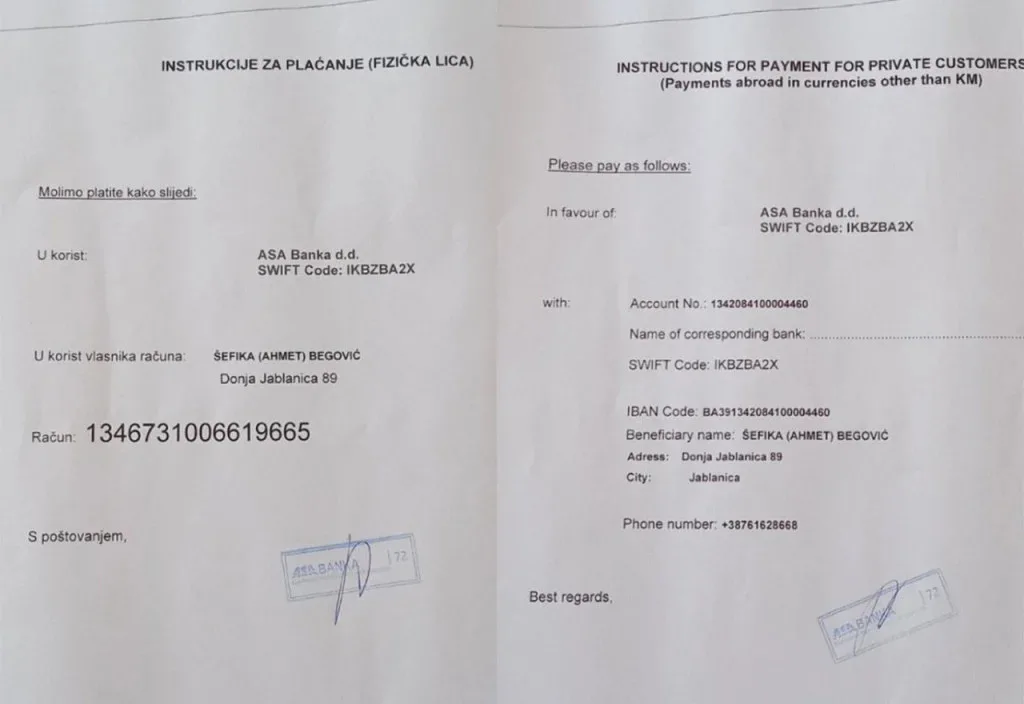 INSTRUKCIJE ZA PLAĆANJE (FIZIČKA LICA)
Molimo platite kako slijedi:
U korist:
ASA Banka d.d.
SWIFT Code: IKBZBA2X
U korist vlasnika računa: ŠEFIKA (AHMET) BEGOVIĆ
Donja Jablanica 89
Račun: 1346731006619665
S poštovanjem,
ASA BANKA 72
INSTRUCTIONS FOR PAYMENT FOR PRIVATE CUSTOMERS
(Payments abroad in currencies other than KM)
Please pay as follows:
In favour of:
ASA Banka d.d.
SWIFT Code: IKBZBA2X
with: Account No.: 1342084100004460
Name of corresponding bank: ................................................
SWIFT Code: IKBZBA2X
IBAN Code: BA391342084100004460
Beneficiary name: ŠEFIKA (AHMET) BEGOVIĆ
Adress: Donja Jablanica 89
City: Jablanica
Phone number: +38761628668
Best regards,
ASA BANKA 72